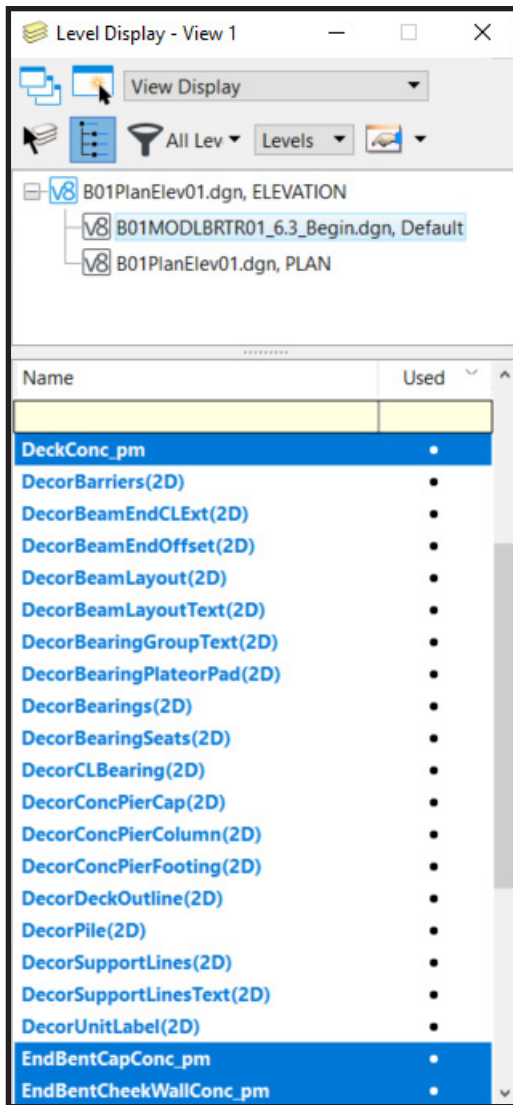 Level Display - View 1
View Display
All Lev Levels
B01PlanElev01.dgn, ELEVATION
B01MODLBRTR01_6.3_Begin.dgn, Default
B01PlanElev01.dgn, PLAN
Name Used
DeckConc_pm
DecorBarriers(2D)
DecorBeamEndCLExt(2D)
DecorBeamEndOffset(2D)
DecorBeamLayout(2D)
DecorBeamLayoutText(2D)
DecorBearingGroupText(2D)
DecorBearingPlateorPad(2D)
DecorBearings(2D)
DecorBearingSeats(2D)
DecorCLBearing(2D)
DecorConcPierCap(2D)
DecorConcPierColumn(2D)
DecorConcPierFooting(2D)
DecorDeckOutline(2D)
DecorPile(2D)
DecorSupportLines(2D)
DecorSupportLinesText(2D)
DecorUnitLabel(2D)
EndBentCapConc_pm
EndBentCheekWallConc_pm